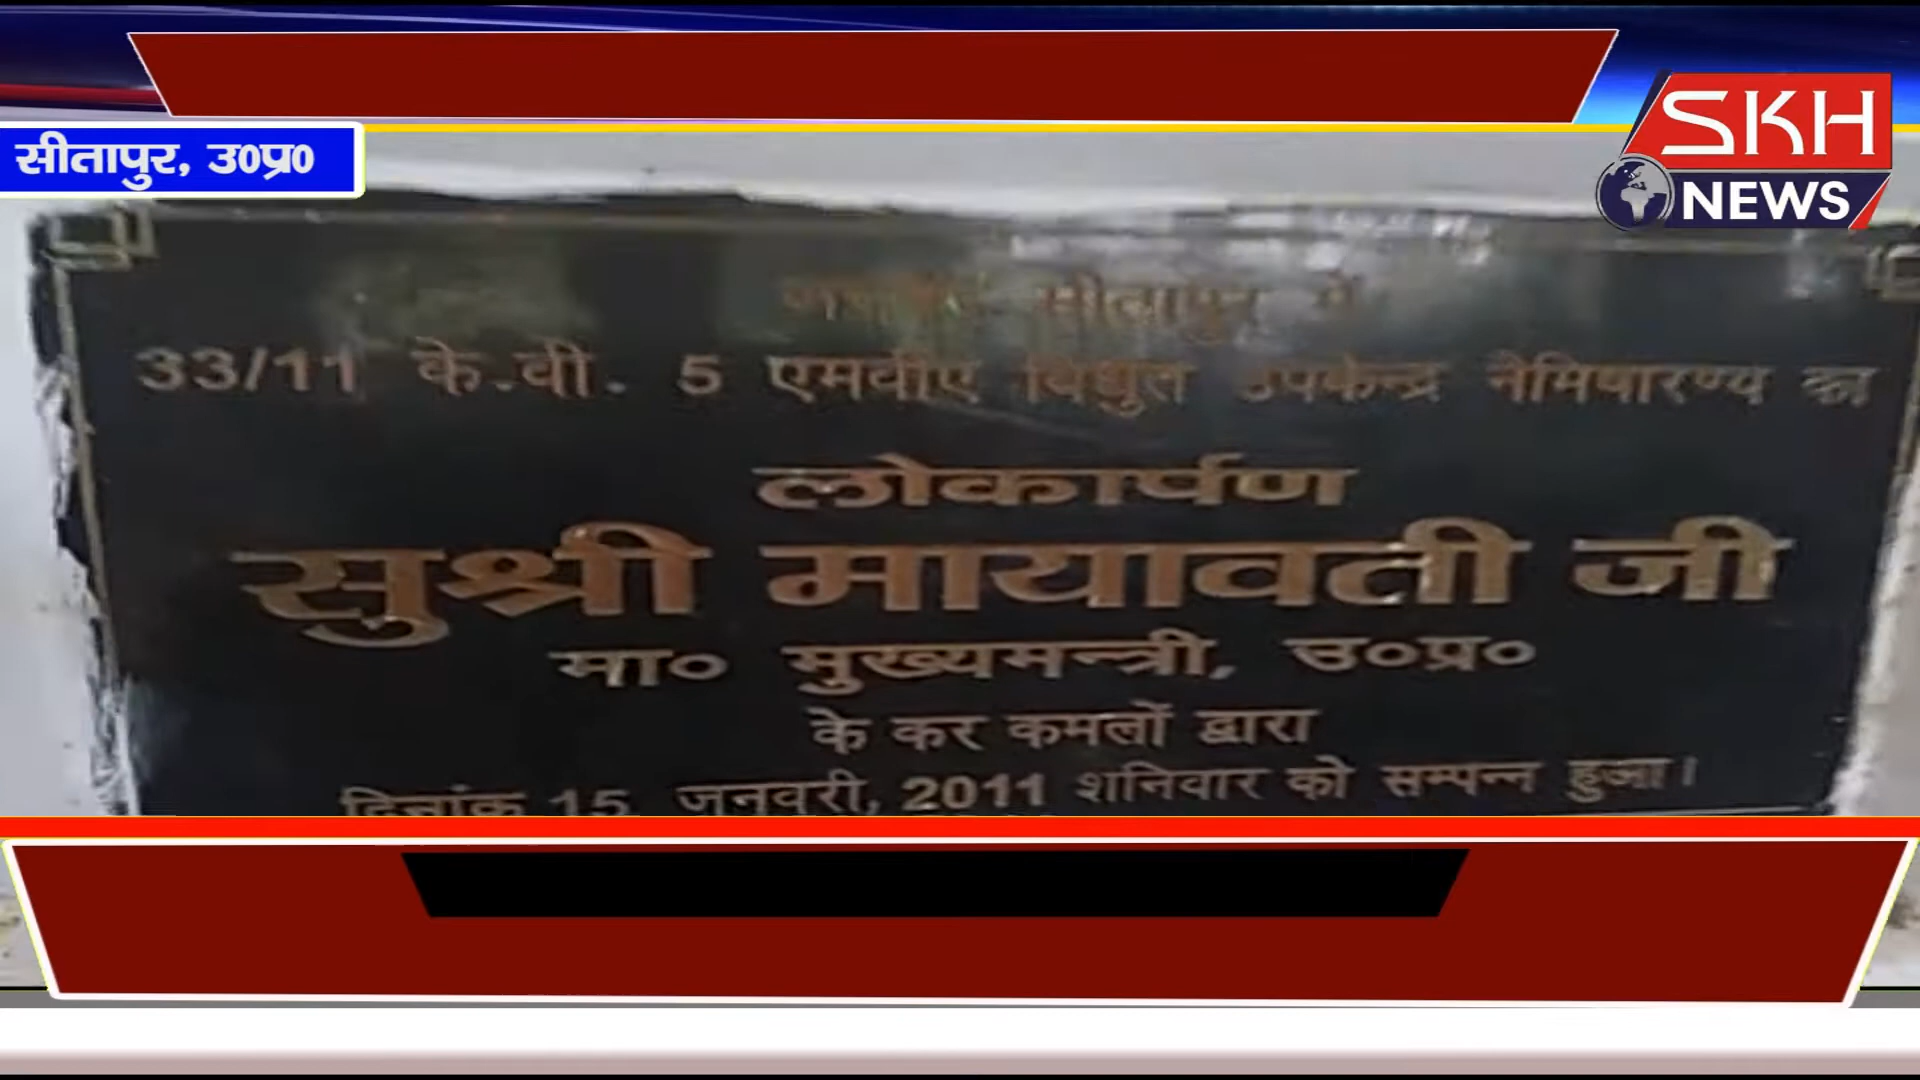 SKH
सीतापुर, उ०प्र०
NEWS
जनपद सीतापुर में
33/11 के.वी. 5 एमवीए विधुत उपकेन्द्र नैमिषारण्य का
लोकार्पण
सुश्री मायावती जी
मा० मुख्यमन्त्री, उ०प्र०
के कर कमलों द्वारा
दिनांक 15 जनवरी, 2011 शनिवार को सम्पन्न हुआ।